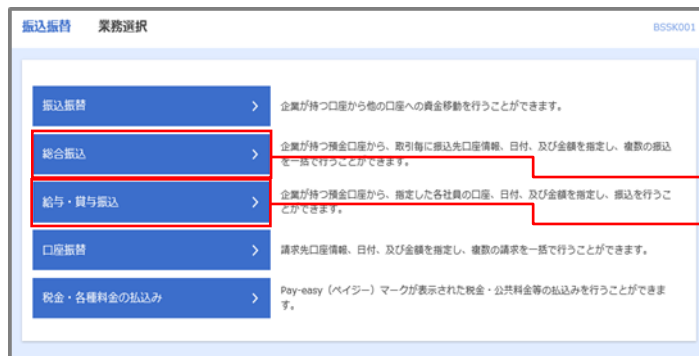 振込振替 業務選択 BSSK001
振込振替 > 企業が持つ口座から他の口座への資金移動を行うことができます。
総合振込 > 企業が持つ預金口座から、取引毎に振込先口座情報、日付、及び金額を指定し、複数の振込
を一括で行うことができます。
給与・賞与振込 > 企業が持つ預金口座から、指定した各社員の口座、日付、及び金額を指定し、振込を行うこ
とができます。
口座振替 > 請求先口座情報、日付、及び金額を指定し、複数の請求を一括で行うことができます。
税金・各種料金の払込み > Pay-easy（ペイジー）マークが表示された税金・公共料金等の払込みを行うことができま
す。